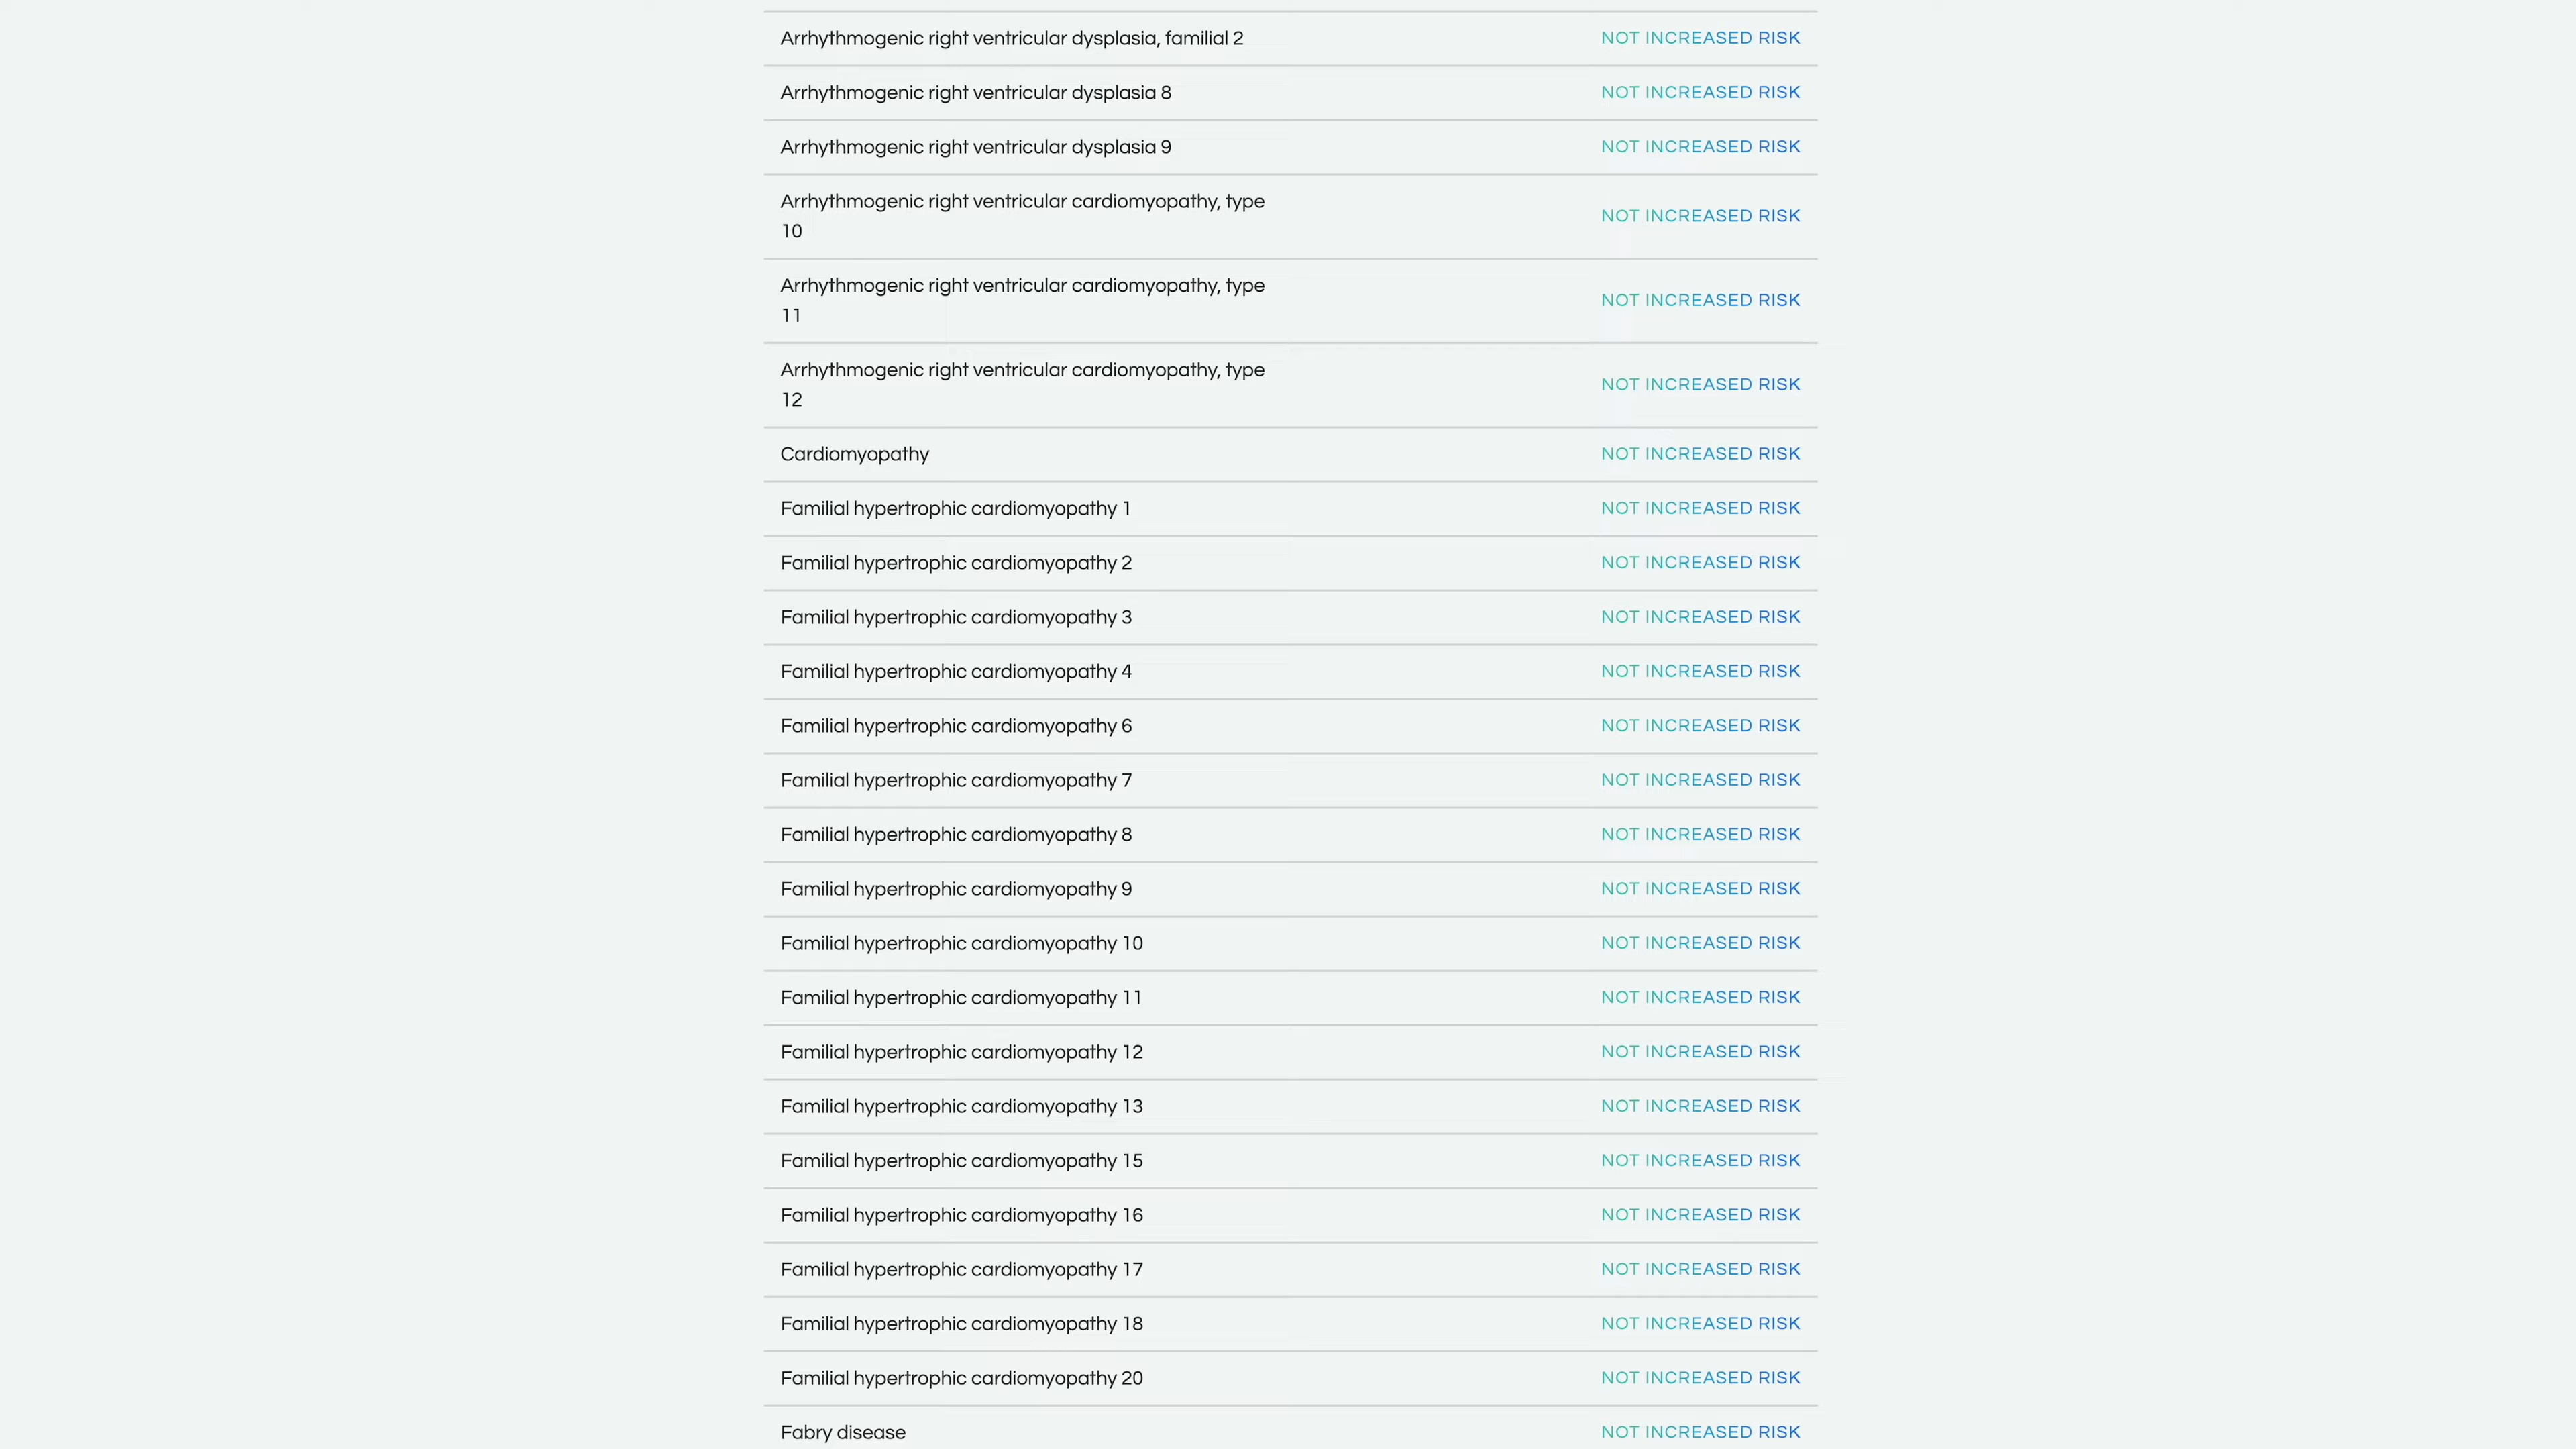 Arrhythmogenic right ventricular dysplasia, familial 2 NOT INCREASED RISK
Arrhythmogenic right ventricular dysplasia 8 NOT INCREASED RISK
Arrhythmogenic right ventricular dysplasia 9 NOT INCREASED RISK
Arrhythmogenic right ventricular cardiomyopathy, type
10 NOT INCREASED RISK
Arrhythmogenic right ventricular cardiomyopathy, type
11 NOT INCREASED RISK
Arrhythmogenic right ventricular cardiomyopathy, type
12 NOT INCREASED RISK
Cardiomyopathy NOT INCREASED RISK
Familial hypertrophic cardiomyopathy 1 NOT INCREASED RISK
Familial hypertrophic cardiomyopathy 2 NOT INCREASED RISK
Familial hypertrophic cardiomyopathy 3 NOT INCREASED RISK
Familial hypertrophic cardiomyopathy 4 NOT INCREASED RISK
Familial hypertrophic cardiomyopathy 6 NOT INCREASED RISK
Familial hypertrophic cardiomyopathy 7 NOT INCREASED RISK
Familial hypertrophic cardiomyopathy 8 NOT INCREASED RISK
Familial hypertrophic cardiomyopathy 9 NOT INCREASED RISK
Familial hypertrophic cardiomyopathy 10 NOT INCREASED RISK
Familial hypertrophic cardiomyopathy 11 NOT INCREASED RISK
Familial hypertrophic cardiomyopathy 12 NOT INCREASED RISK
Familial hypertrophic cardiomyopathy 13 NOT INCREASED RISK
Familial hypertrophic cardiomyopathy 15 NOT INCREASED RISK
Familial hypertrophic cardiomyopathy 16 NOT INCREASED RISK
Familial hypertrophic cardiomyopathy 17 NOT INCREASED RISK
Familial hypertrophic cardiomyopathy 18 NOT INCREASED RISK
Familial hypertrophic cardiomyopathy 20 NOT INCREASED RISK
Fabry disease NOT INCREASED RISK